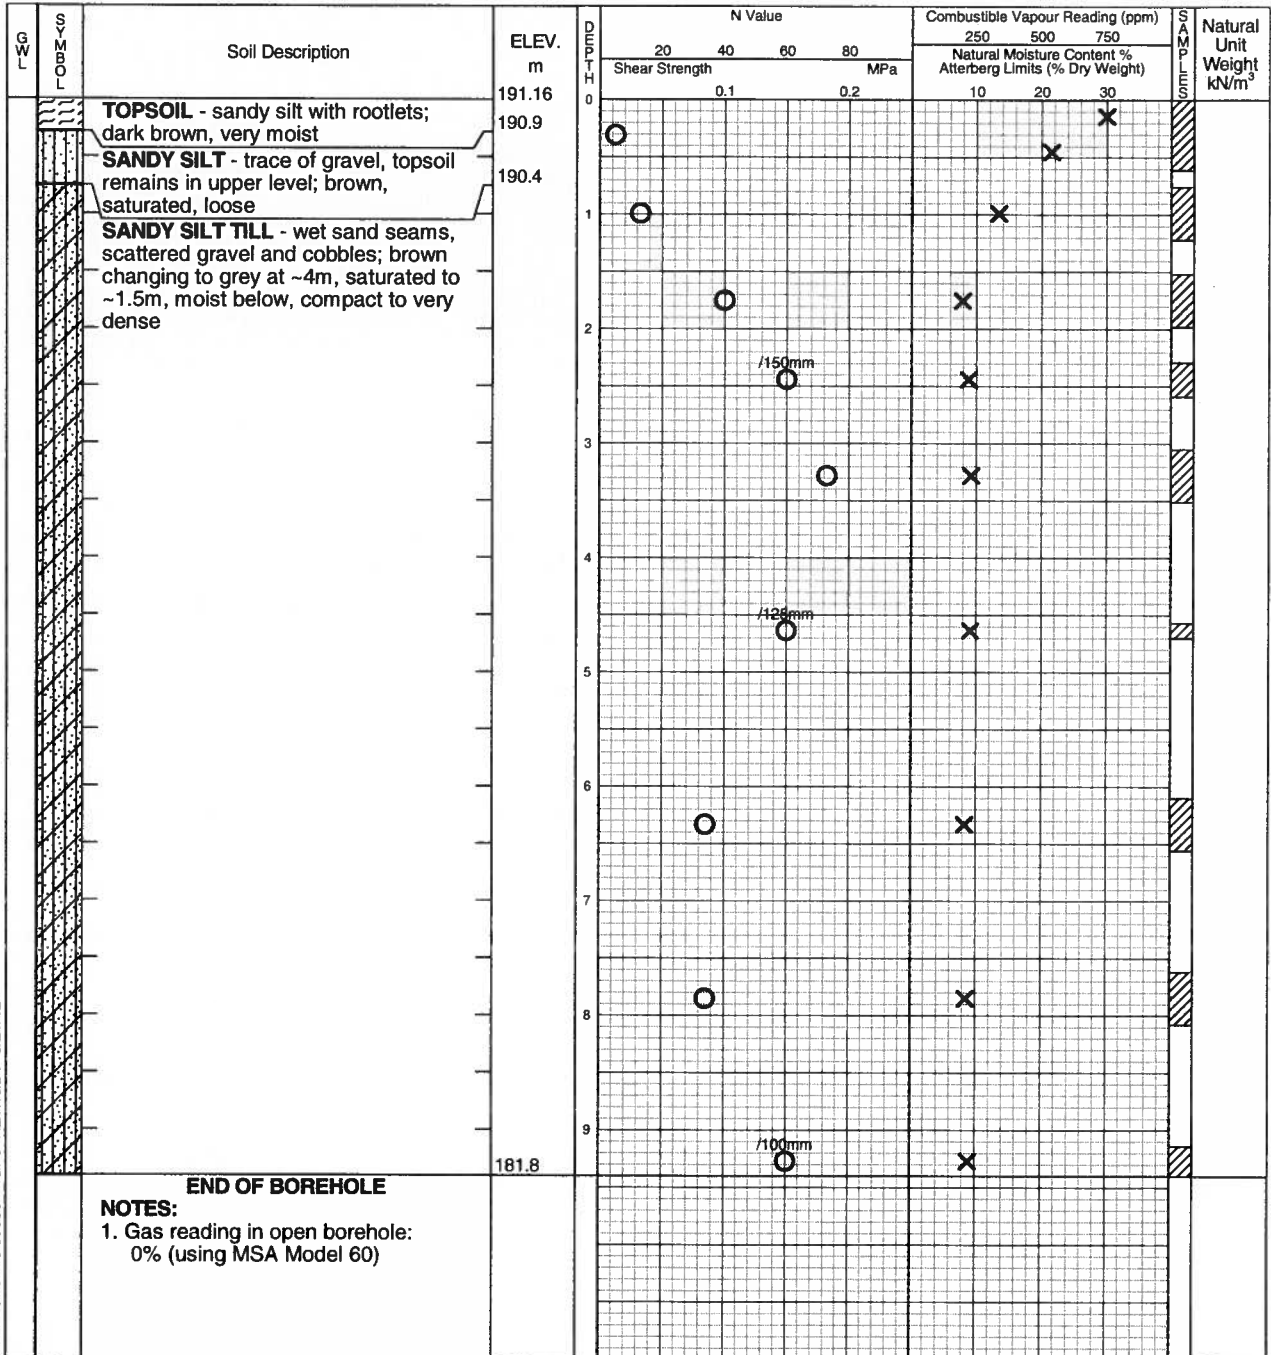 GWL
SYMBOL
Soil Description
ELEV.
m
DEPTH
N Value
20 40 60 80
Shear Strength MPa
0.1 0.2
Combustible Vapour Reading (ppm)
250 500 750
Natural Moisture Content %
Atterberg Limits (% Dry Weight)
10 20 30
SAMPLES
Natural
Unit
Weight
kN/m³
191.16
0
TOPSOIL - sandy silt with rootlets;
dark brown, very moist
190.9
SANDY SILT - trace of gravel, topsoil
remains in upper level; brown,
saturated, loose
190.4
SANDY SILT TILL - wet sand seams,
scattered gravel and cobbles; brown
changing to grey at ~4m, saturated to
~1.5m, moist below, compact to very
dense
1
2
/150mm
3
4
/125mm
5
6
7
8
9
/100mm
181.8
END OF BOREHOLE
NOTES:
1. Gas reading in open borehole:
0% (using MSA Model 60)